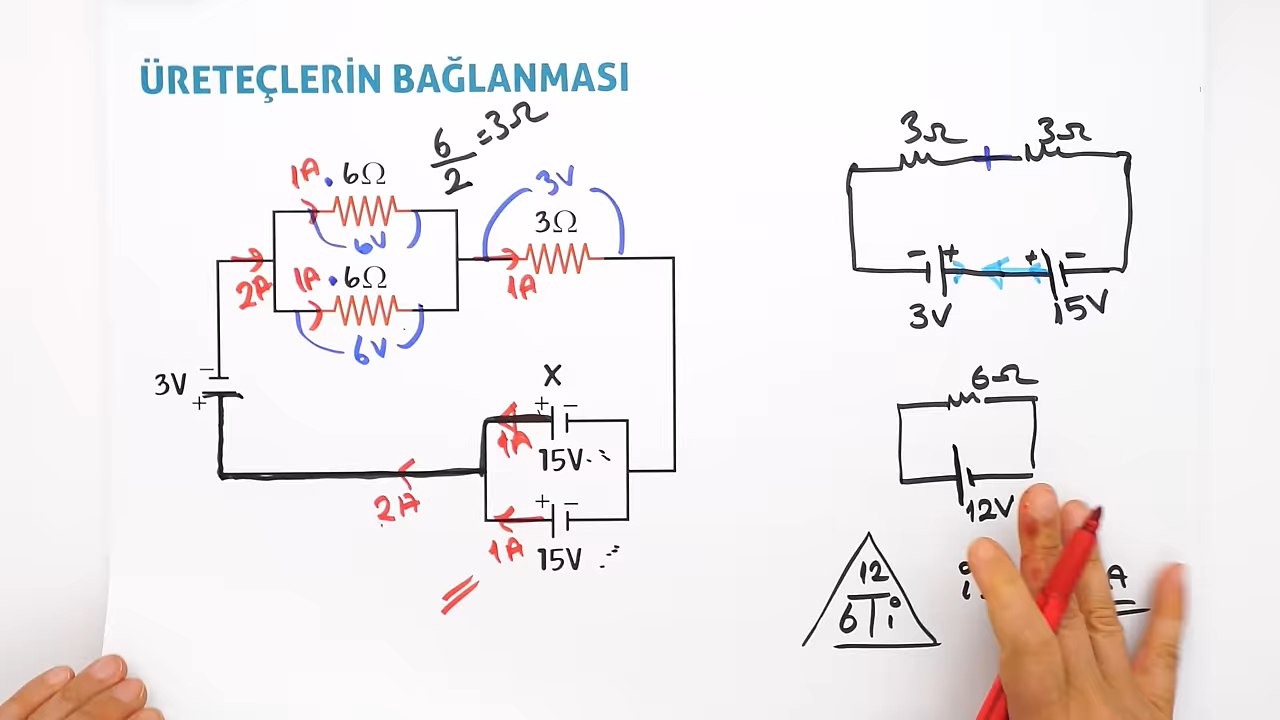 ÜRETEÇLERİN BAĞLANMASI
6/2 = 3Ω
1A 6Ω
6V
3V
3Ω
1A
2A
1A 6Ω
6V
3V
−
+
X
+ −
1A
15V
2A
+ −
1A
15V
3Ω 3Ω
− + + −
3V 15V
6Ω
12V
12
6 i
i
A